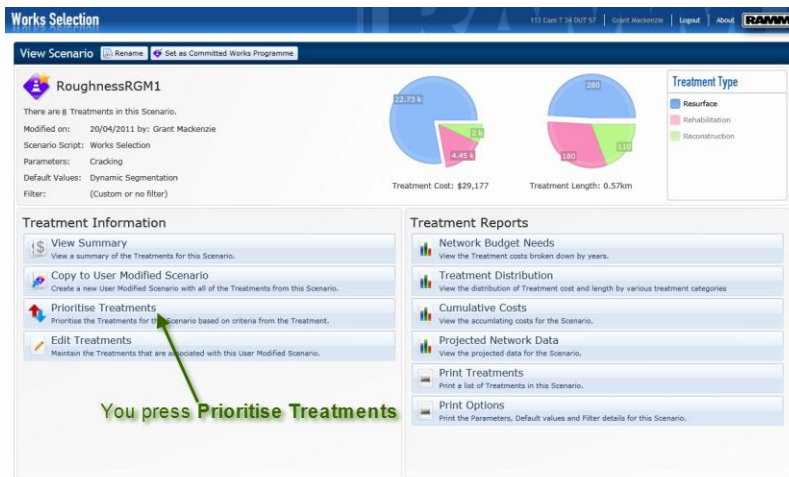 Works Selection
113 Cam T 34 DUT 57 | Grant Mackenzie | Logout | About RAMM
View Scenario Rename Set as Committed Works Programme
RoughnessRGM1
There are 8 Treatments in this Scenario.
Modified on: 20/04/2011 by: Grant Mackenzie
Scenario Script: Works Selection
Parameters: Cracking
Default Values: Dynamic Segmentation
Filter: (Custom or no filter)
22.73 k
2 k
4.45 k
Treatment Cost: $29,177
280
110
180
Treatment Length: 0.57km
Treatment Type
Resurface
Rehabilitation
Reconstruction
Treatment Information
View Summary
View a summary of the Treatments for this Scenario.
Copy to User Modified Scenario
Create a new User Modified Scenario with all of the Treatments from this Scenario.
Prioritise Treatments
Prioritise the Treatments for this Scenario based on criteria from the Treatment.
Edit Treatments
Maintain the Treatments that are associated with this User Modified Scenario.
You press Prioritise Treatments
Treatment Reports
Network Budget Needs
View the Treatment costs broken down by years.
Treatment Distribution
View the distribution of Treatment cost and length by various treatment categories
Cumulative Costs
View the accumlating costs for the Scenario.
Projected Network Data
View the projected data for the Scenario.
Print Treatments
Print a list of Treatments in this Scenario.
Print Options
Print the Parameters, Default values and Filter details for this Scenario.